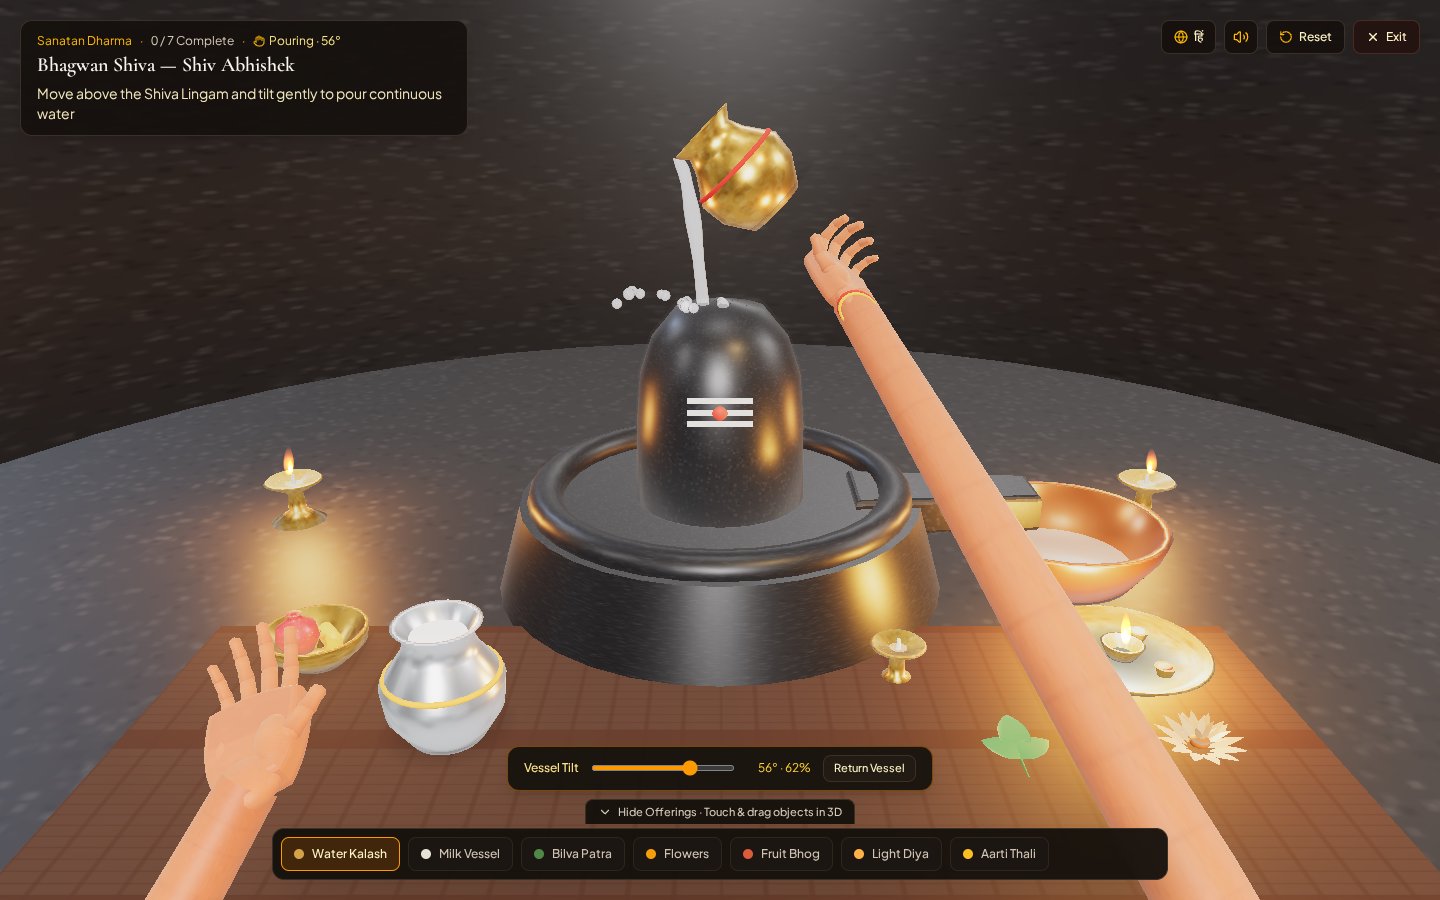 Sanatan Dharma · 0 / 7 Complete · Pouring · 56°
Bhagwan Shiva — Shiv Abhishek
Move above the Shiva Lingam and tilt gently to pour continuous
water
हिं
Reset
Exit
Vessel Tilt 56° · 62% Return Vessel
Hide Offerings · Touch & drag objects in 3D
Water Kalash Milk Vessel Bilva Patra Flowers Fruit Bhog Light Diya Aarti Thali